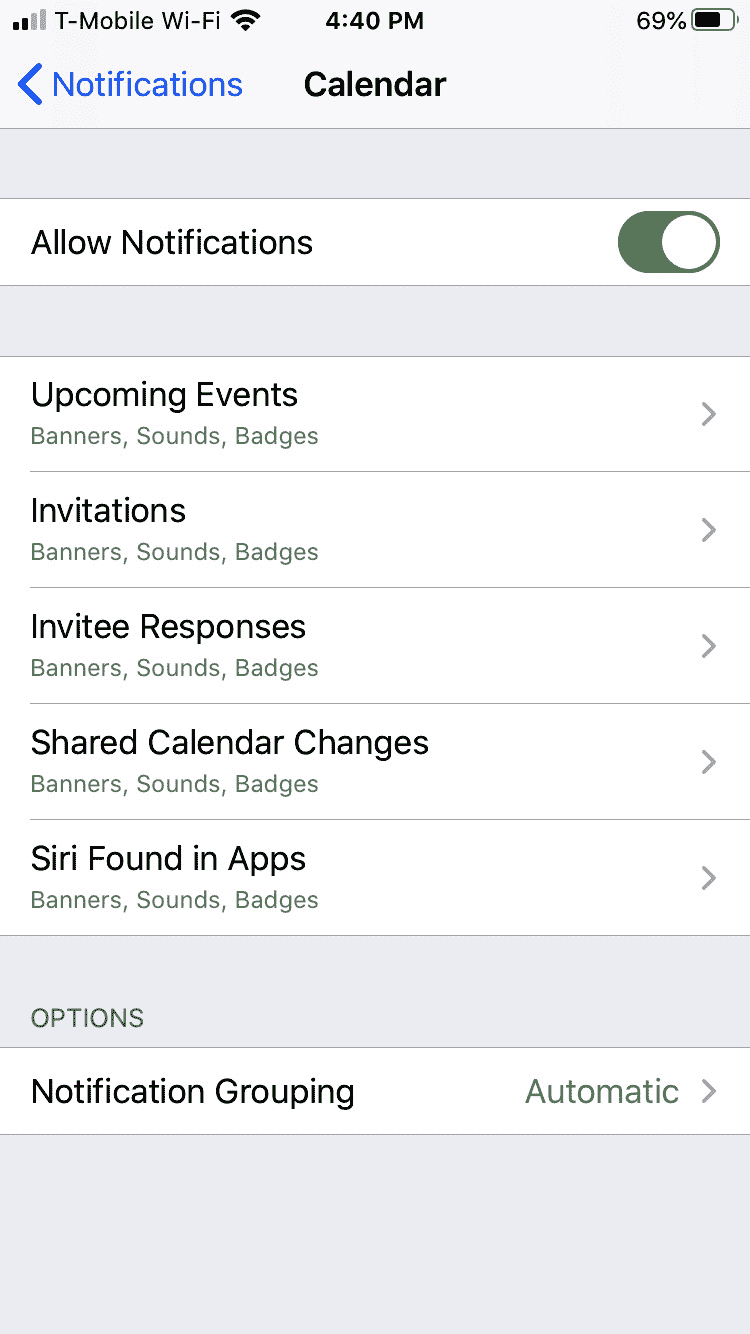 T-Mobile Wi-Fi 4:40 PM 69%
Notifications Calendar
Allow Notifications
Upcoming Events
Banners, Sounds, Badges
Invitations
Banners, Sounds, Badges
Invitee Responses
Banners, Sounds, Badges
Shared Calendar Changes
Banners, Sounds, Badges
Siri Found in Apps
Banners, Sounds, Badges
OPTIONS
Notification Grouping Automatic